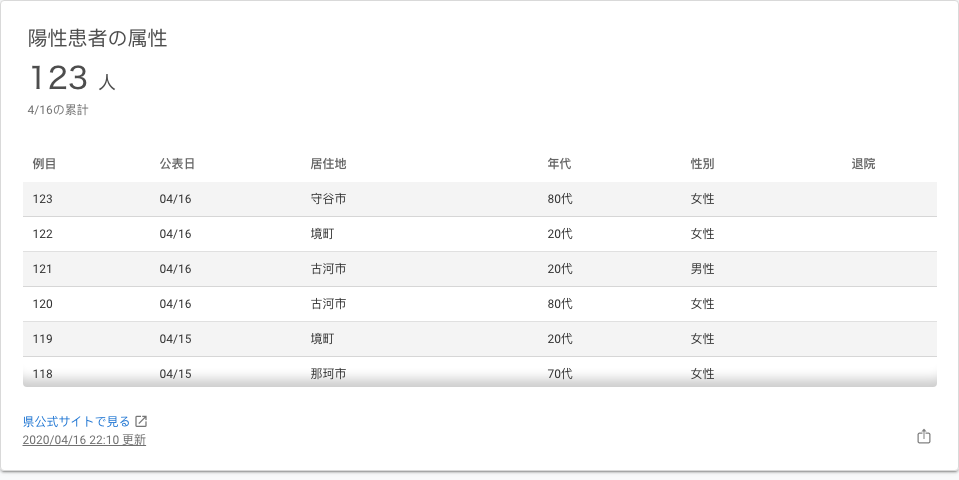 陽性患者の属性
123 人
4/16の累計
例目 公表日 居住地 年代 性別 退院
123 04/16 守谷市 80代 女性
122 04/16 境町 20代 女性
121 04/16 古河市 20代 男性
120 04/16 古河市 80代 女性
119 04/15 境町 20代 女性
118 04/15 那珂市 70代 女性
県公式サイトで見る
2020/04/16 22:10 更新